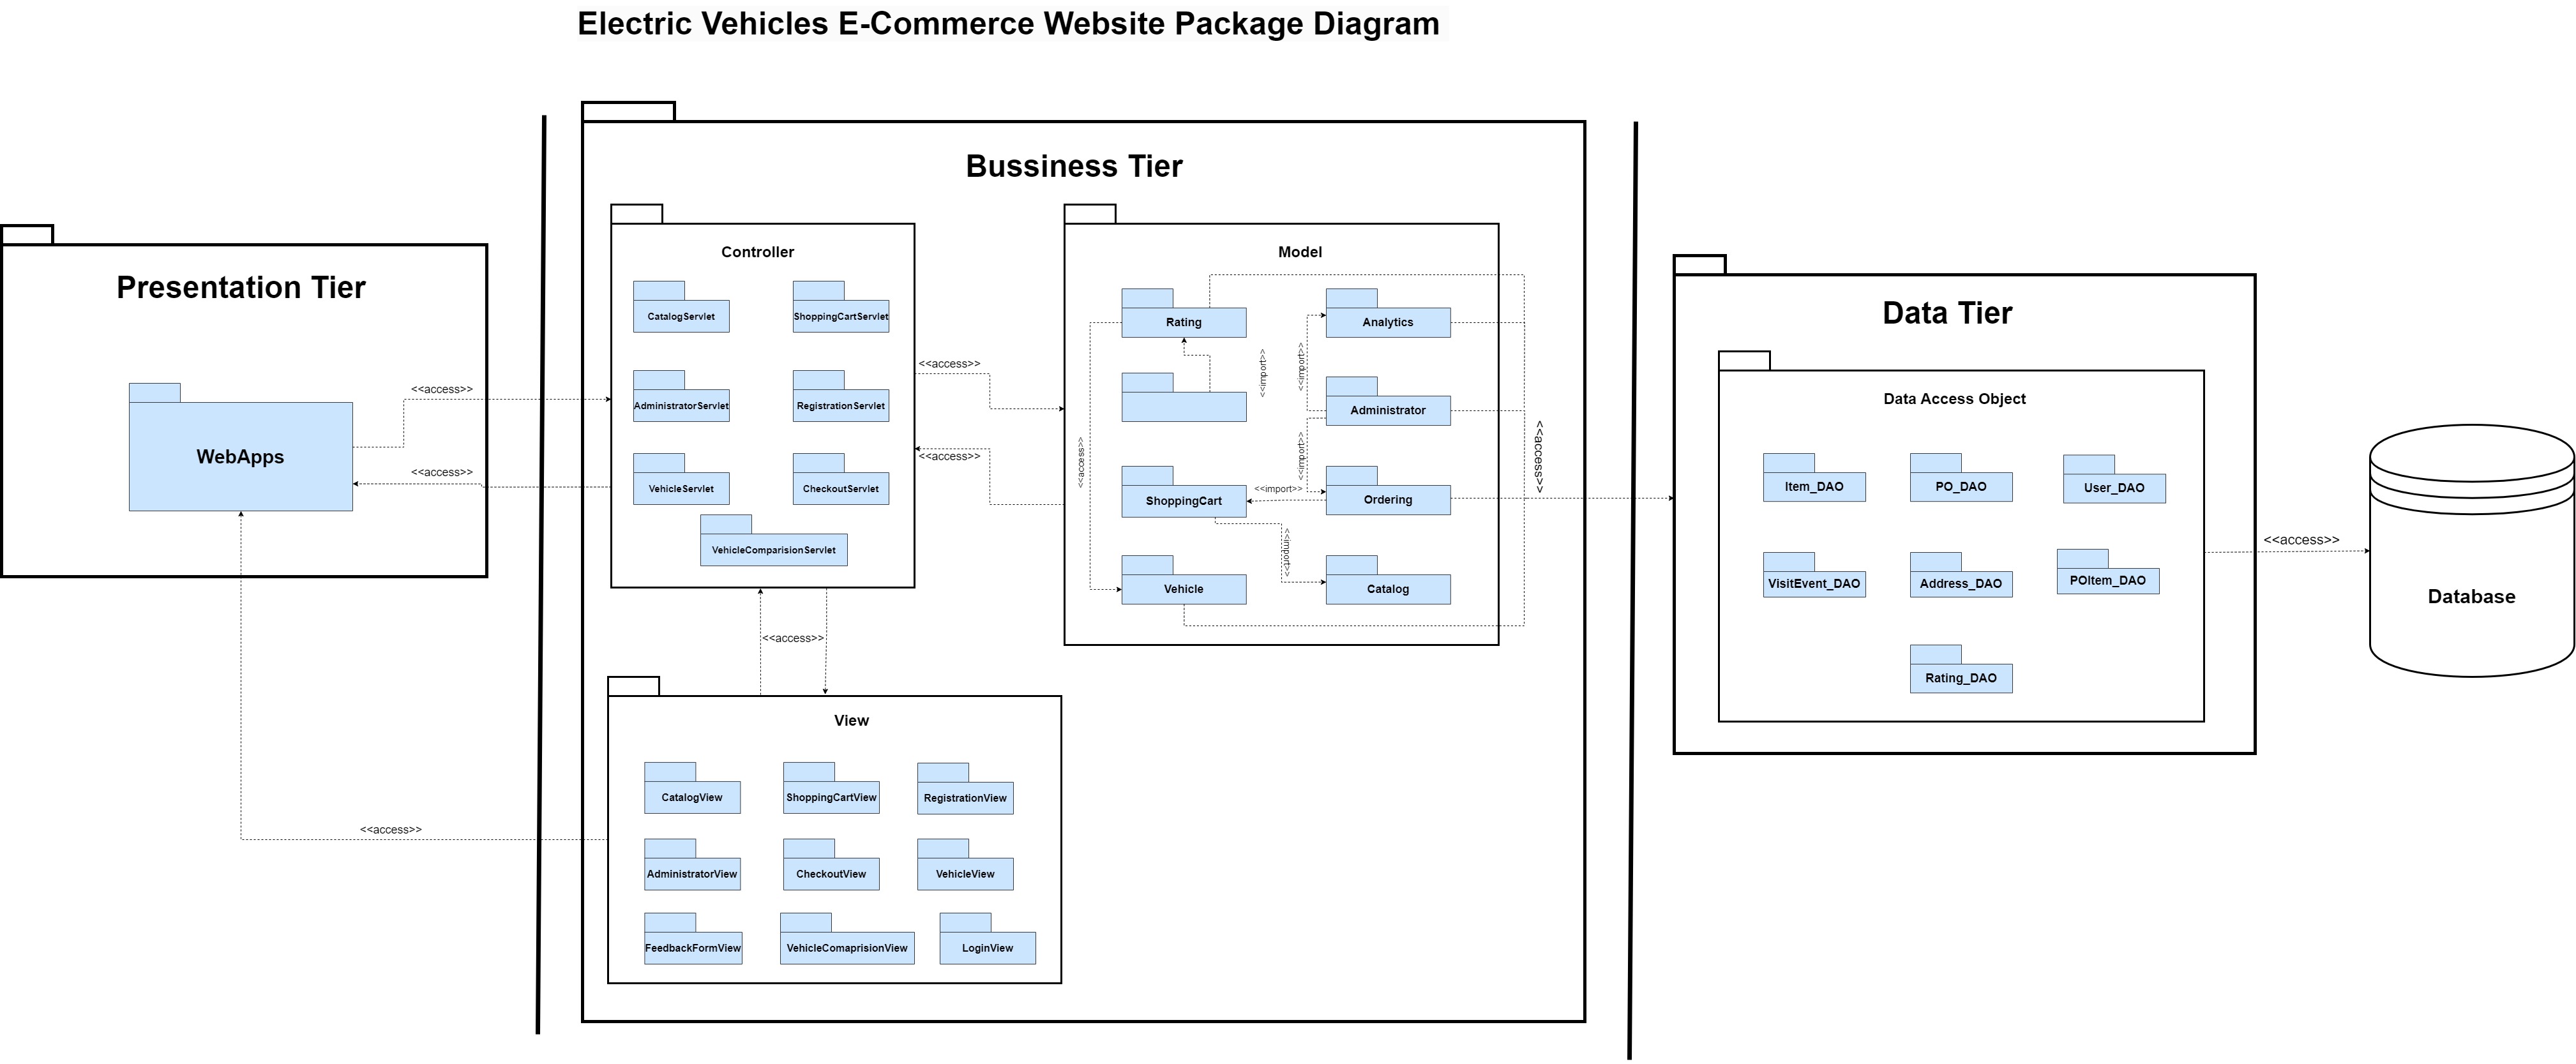 Electric Vehicles E-Commerce Website Package Diagram
Presentation Tier
WebApps
<<access>>
<<access>>
<<access>>
Bussiness Tier
Controller
CatalogServlet
ShoppingCartServlet
AdministratorServlet
RegistrationServlet
VehicleServlet
CheckoutServlet
VehicleComparisionServlet
<<access>>
<<access>>
<<access>>
Model
Rating
Analytics
<<import>>
<<import>>
Administrator
<<access>>
<<import>>
<<access>>
ShoppingCart
<<import>>
Ordering
<<import>>
Vehicle
Catalog
View
CatalogView
ShoppingCartView
RegistrationView
AdministratorView
CheckoutView
VehicleView
FeedbackFormView
VehicleComaprisionView
LoginView
Data Tier
Data Access Object
Item_DAO
PO_DAO
User_DAO
VisitEvent_DAO
Address_DAO
POItem_DAO
Rating_DAO
<<access>>
Database